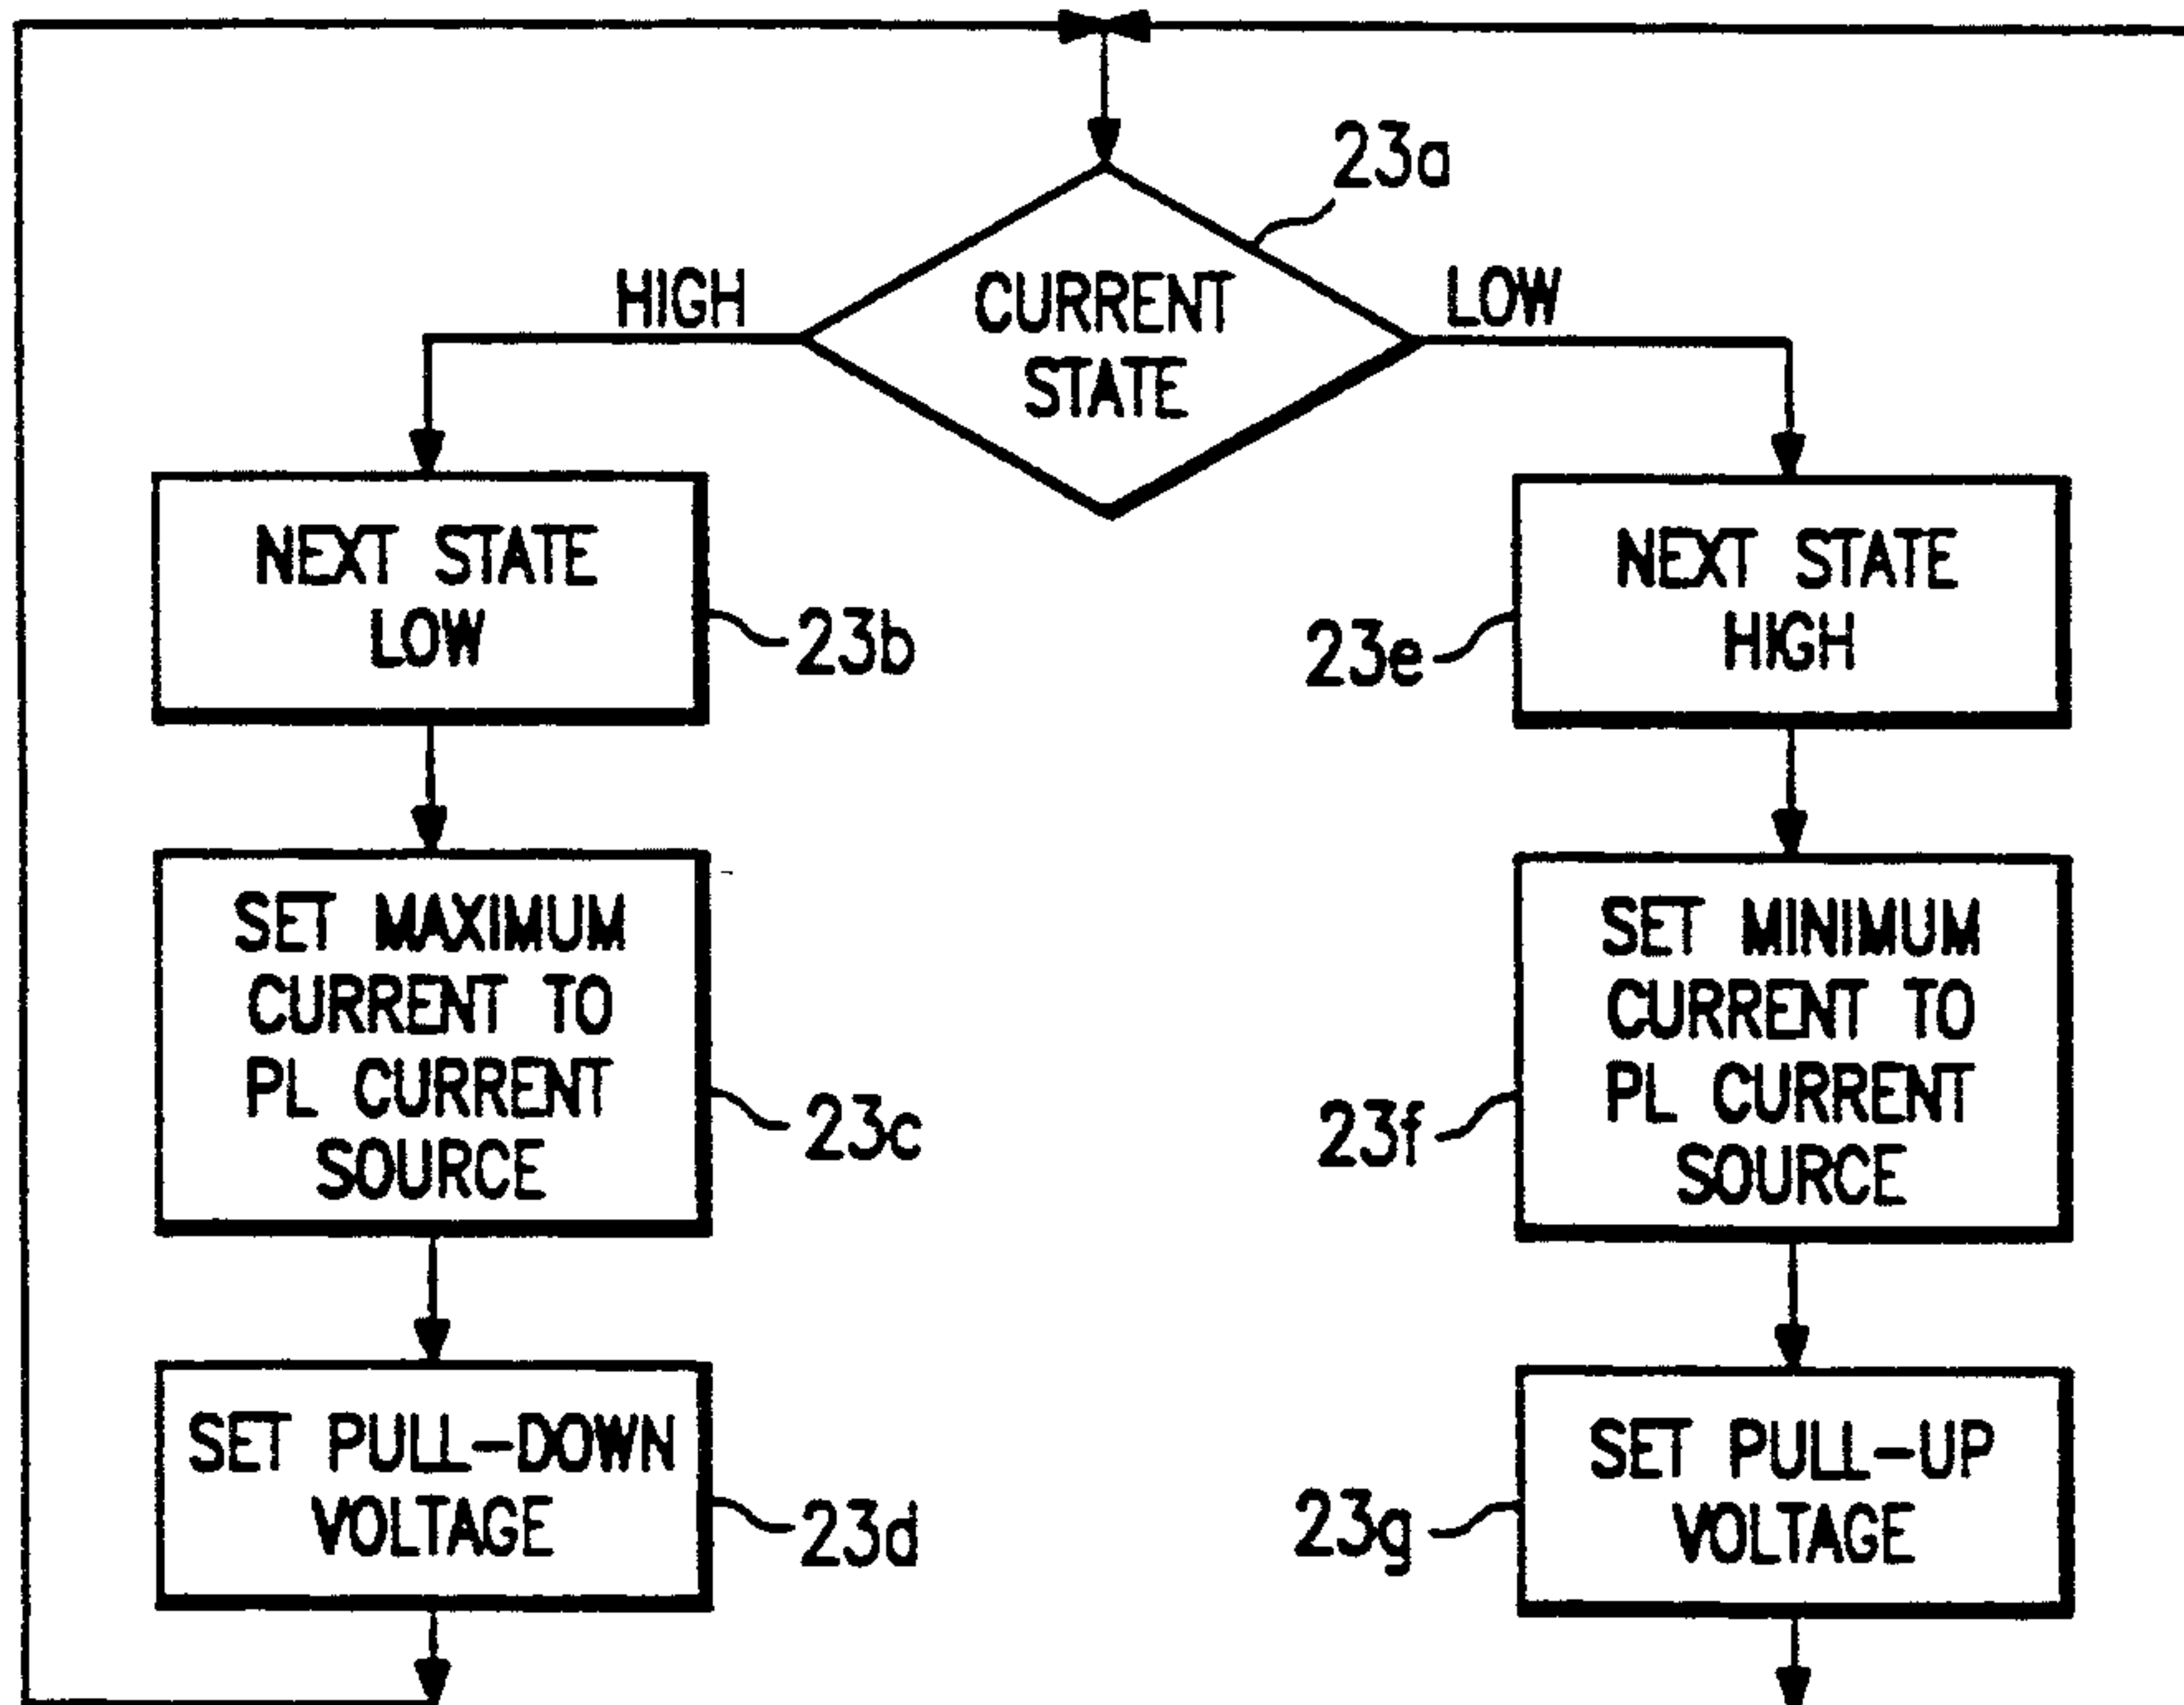 23a
HIGH
CURRENT
STATE
LOW
NEXT STATE
LOW
23b
NEXT STATE
HIGH
23e
SET MAXIMUM
CURRENT TO
PL CURRENT
SOURCE
23c
SET MINIMUM
CURRENT TO
PL CURRENT
SOURCE
23f
SET PULL-DOWN
VOLTAGE
23d
SET PULL-UP
VOLTAGE
23g